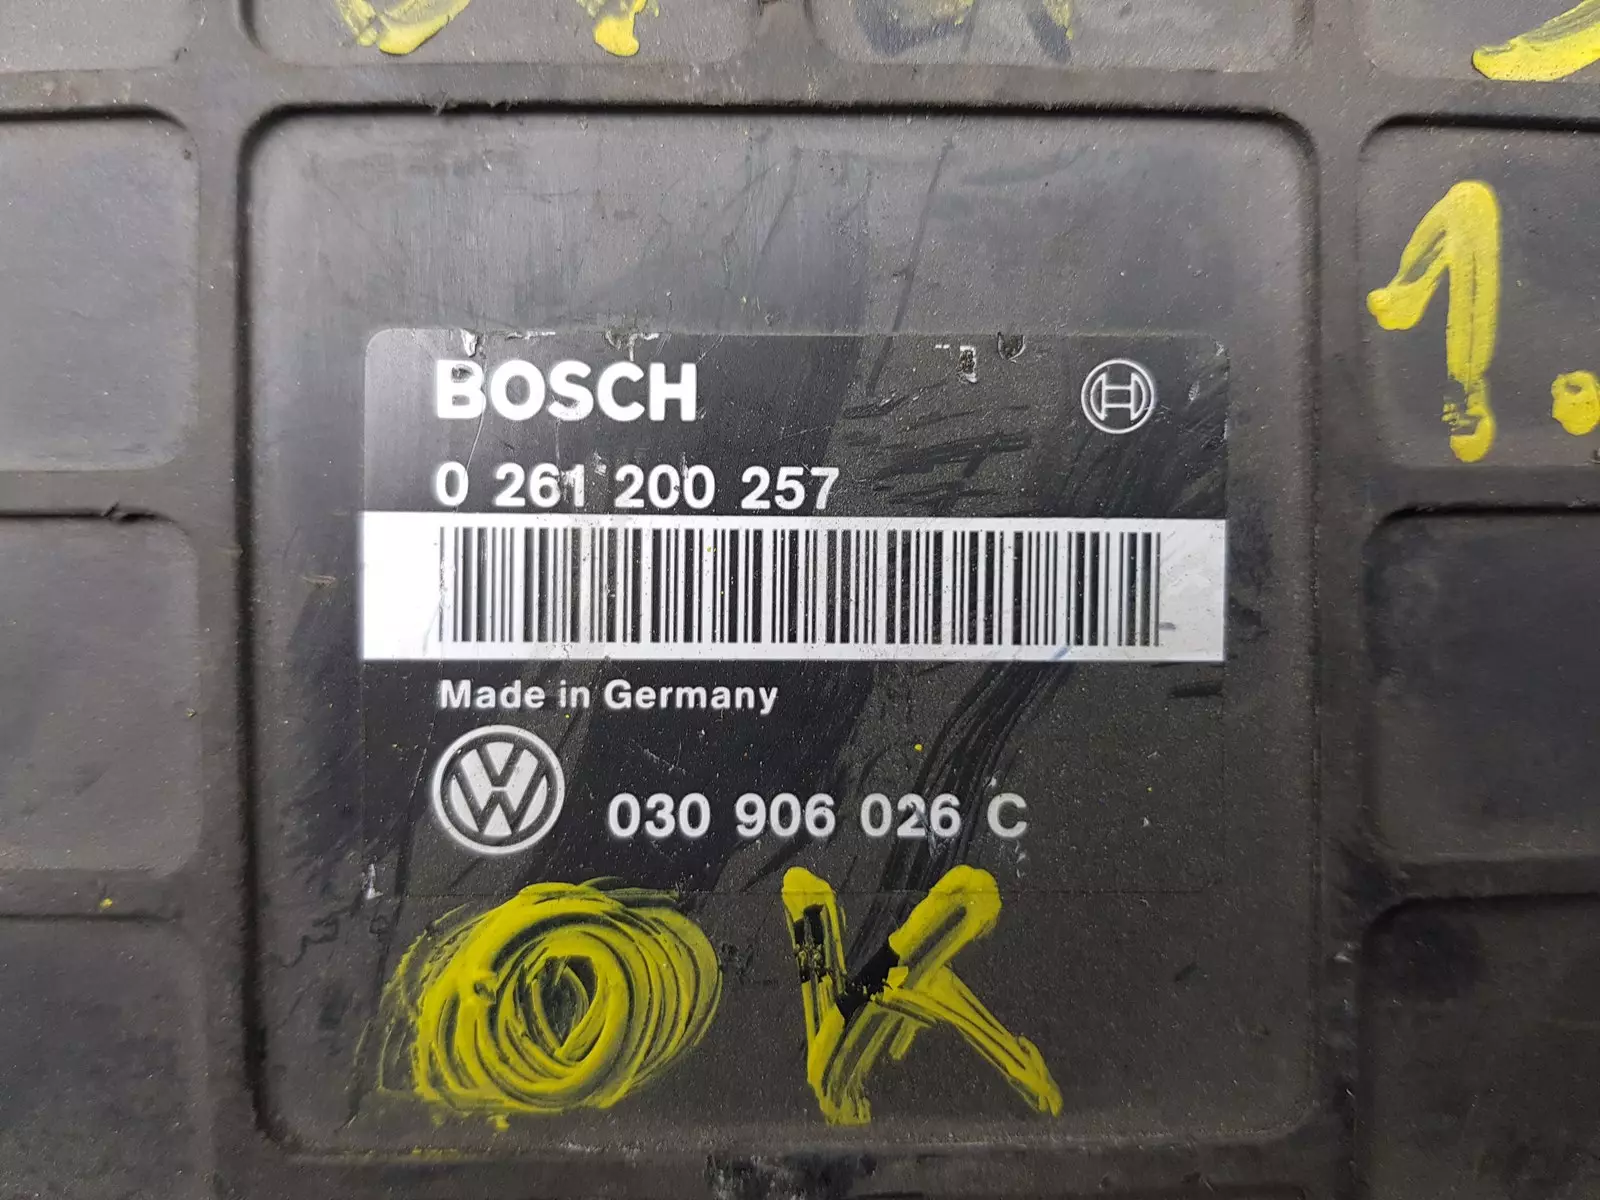 1.
BOSCH
0 261 200 257
Made in Germany
030 906 026 C
OK